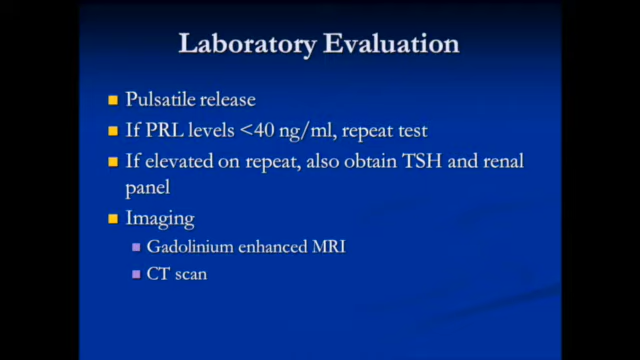 Laboratory Evaluation
Pulsatile release
If PRL levels <40 ng/ml, repeat test
If elevated on repeat, also obtain TSH and renal
panel
Imaging
Gadolinium enhanced MRI
CT scan